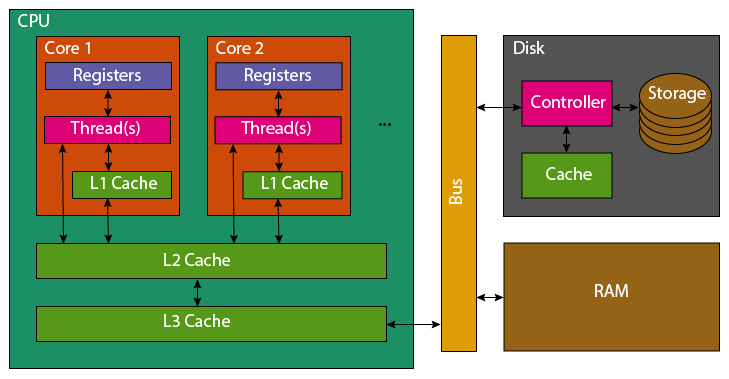 CPU
Core 1
Registers
Thread(s)
L1 Cache
Core 2
Registers
Thread(s)
L1 Cache
...
L2 Cache
L3 Cache
Bus
Disk
Controller
Storage
Cache
RAM